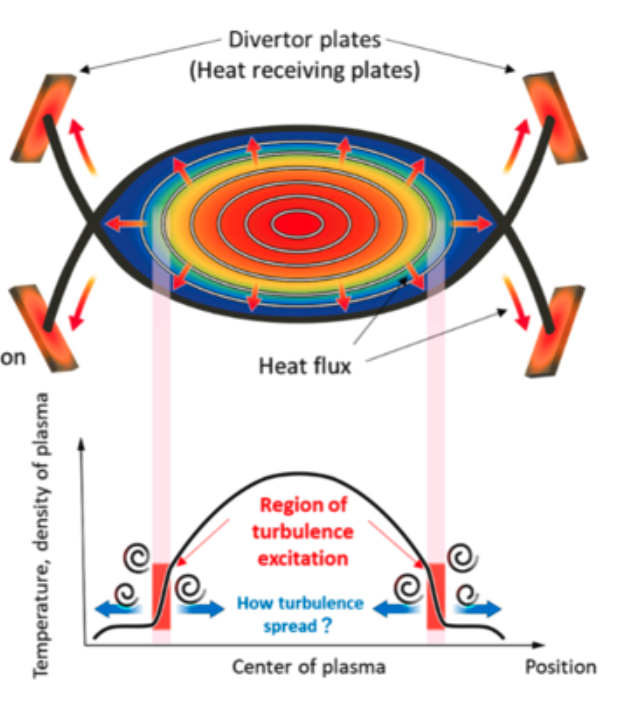 Divertor plates
(Heat receiving plates)
on
Heat flux
Temperature, density of plasma
Region of
turbulence
excitation
How turbulence
spread ?
Center of plasma
Position